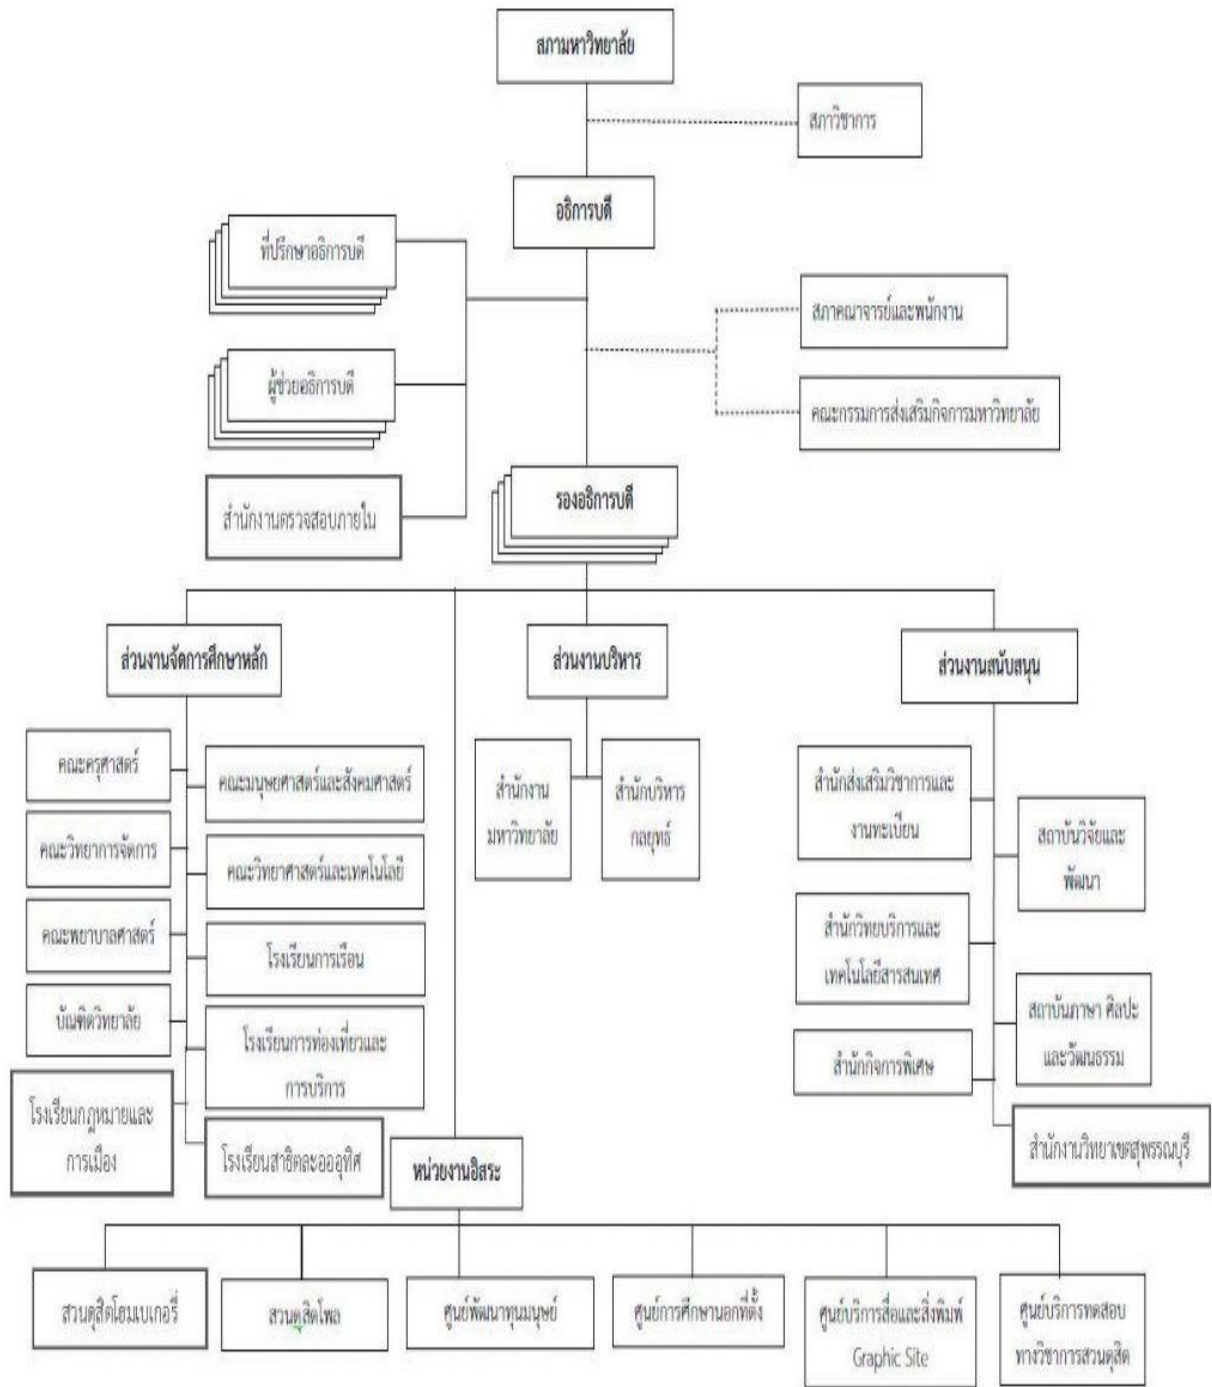 สภามหาวิทยาลัย
สภาวิชาการ
อธิการบดี
ที่ปรึกษาอธิการบดี
สภาคณาจารย์และพนักงาน
ผู้ช่วยอธิการบดี
คณะกรรมการส่งเสริมกิจการมหาวิทยาลัย
รองอธิการบดี
สำนักงานตรวจสอบภายใน
ส่วนงานจัดการศึกษาหลัก
ส่วนงานบริหาร
ส่วนงานสนับสนุน
คณะครุศาสตร์
คณะมนุษยศาสตร์และสังคมศาสตร์
คณะวิทยาการจัดการ
คณะวิทยาศาสตร์และเทคโนโลยี
คณะพยาบาลศาสตร์
โรงเรียนการเรือน
บัณฑิตวิทยาลัย
โรงเรียนการท่องเที่ยวและ
การบริการ
โรงเรียนกฎหมายและ
การเมือง
โรงเรียนสาธิตละอออุทิศ
สำนักงาน
มหาวิทยาลัย
สำนักบริหาร
กลยุทธ์
สำนักส่งเสริมวิชาการและ
งานทะเบียน
สถาบันวิจัยและ
พัฒนา
สำนักวิทยบริการและ
เทคโนโลยีสารสนเทศ
สถาบันภาษา ศิลปะ
และวัฒนธรรม
สำนักกิจการพิเศษ
สำนักงานวิทยาเขตสุพรรณบุรี
หน่วยงานอิสระ
สวนดุสิตโฮมเบเกอรี่
สวนดุสิตโพล
ศูนย์พัฒนาทุนมนุษย์
ศูนย์การศึกษานอกที่ตั้ง
ศูนย์บริการสื่อและสิ่งพิมพ์
Graphic Site
ศูนย์บริการทดสอบ
ทางวิชาการสวนดุสิต